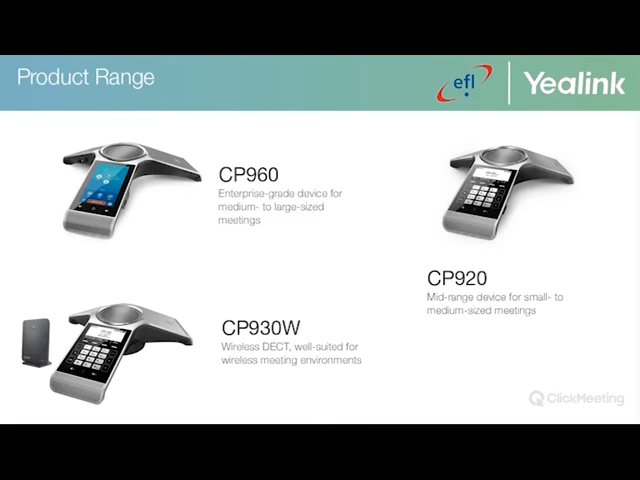 Product Range
efl
Yealink
CP960
Enterprise-grade device for
medium- to large-sized
meetings
CP920
Mid-range device for small- to
medium-sized meetings
CP930W
Wireless DECT, well-suited for
wireless meeting environments
ClickMeeting